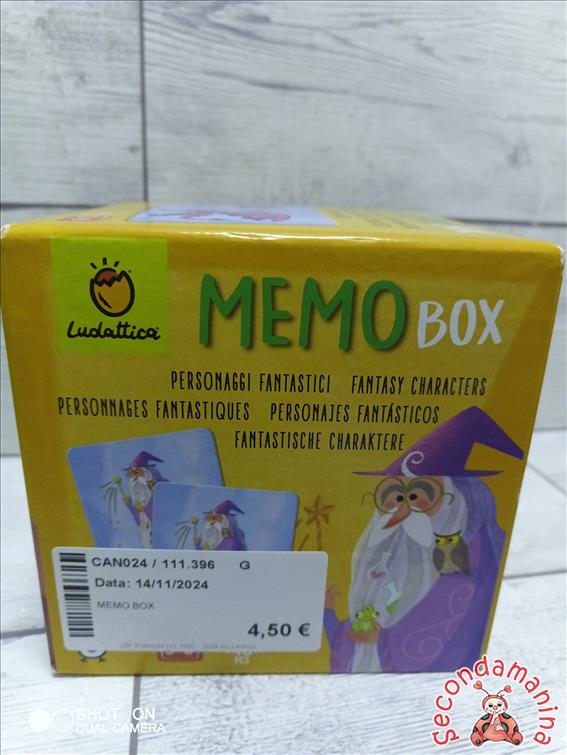 Ludattica
MEMO BOX
PERSONAGGI FANTASTICI FANTASY CHARACTERS
PERSONNAGES FANTASTIQUES PERSONAJES FANTÁSTICOS
FANTASTISCHE CHARAKTERE
CAN024 / 111.396 G
Data: 14/11/2024
MEMO BOX
4,50 €
PCS
SHOT ON
DUAL CAMERA
Secondamanina